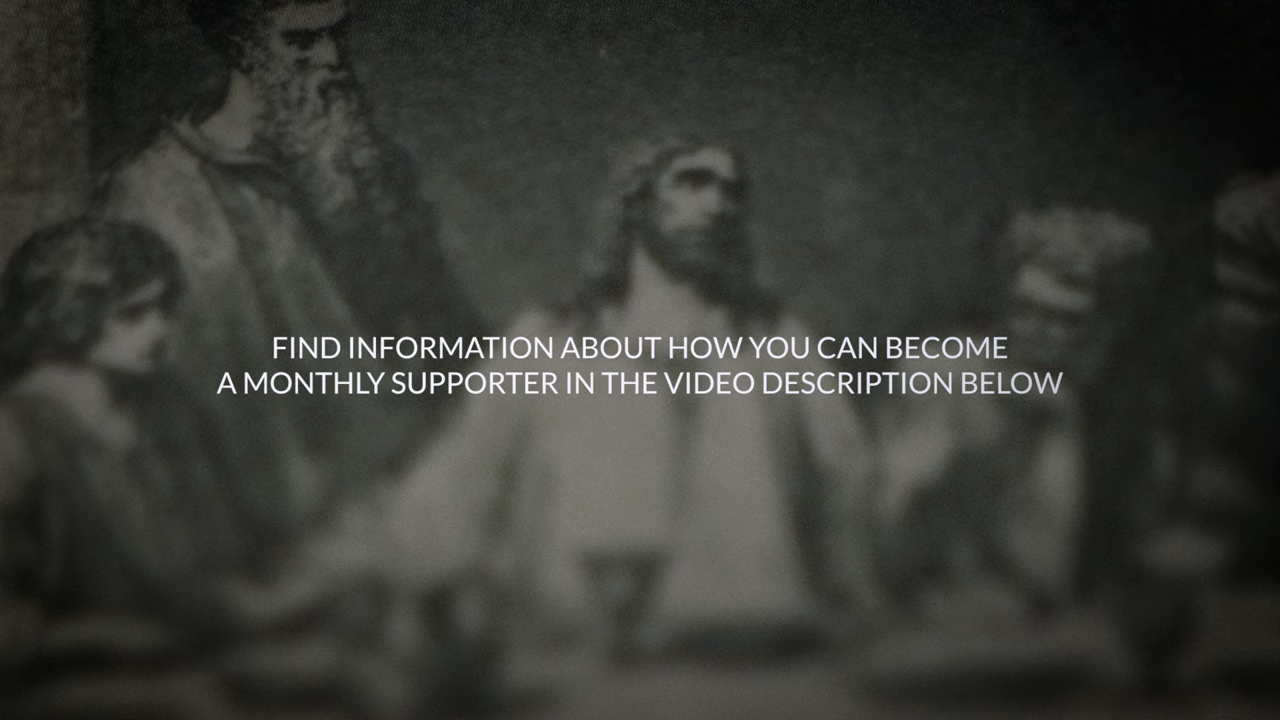 FIND INFORMATION ABOUT HOW YOU CAN BECOME
A MONTHLY SUPPORTER IN THE VIDEO DESCRIPTION BELOW